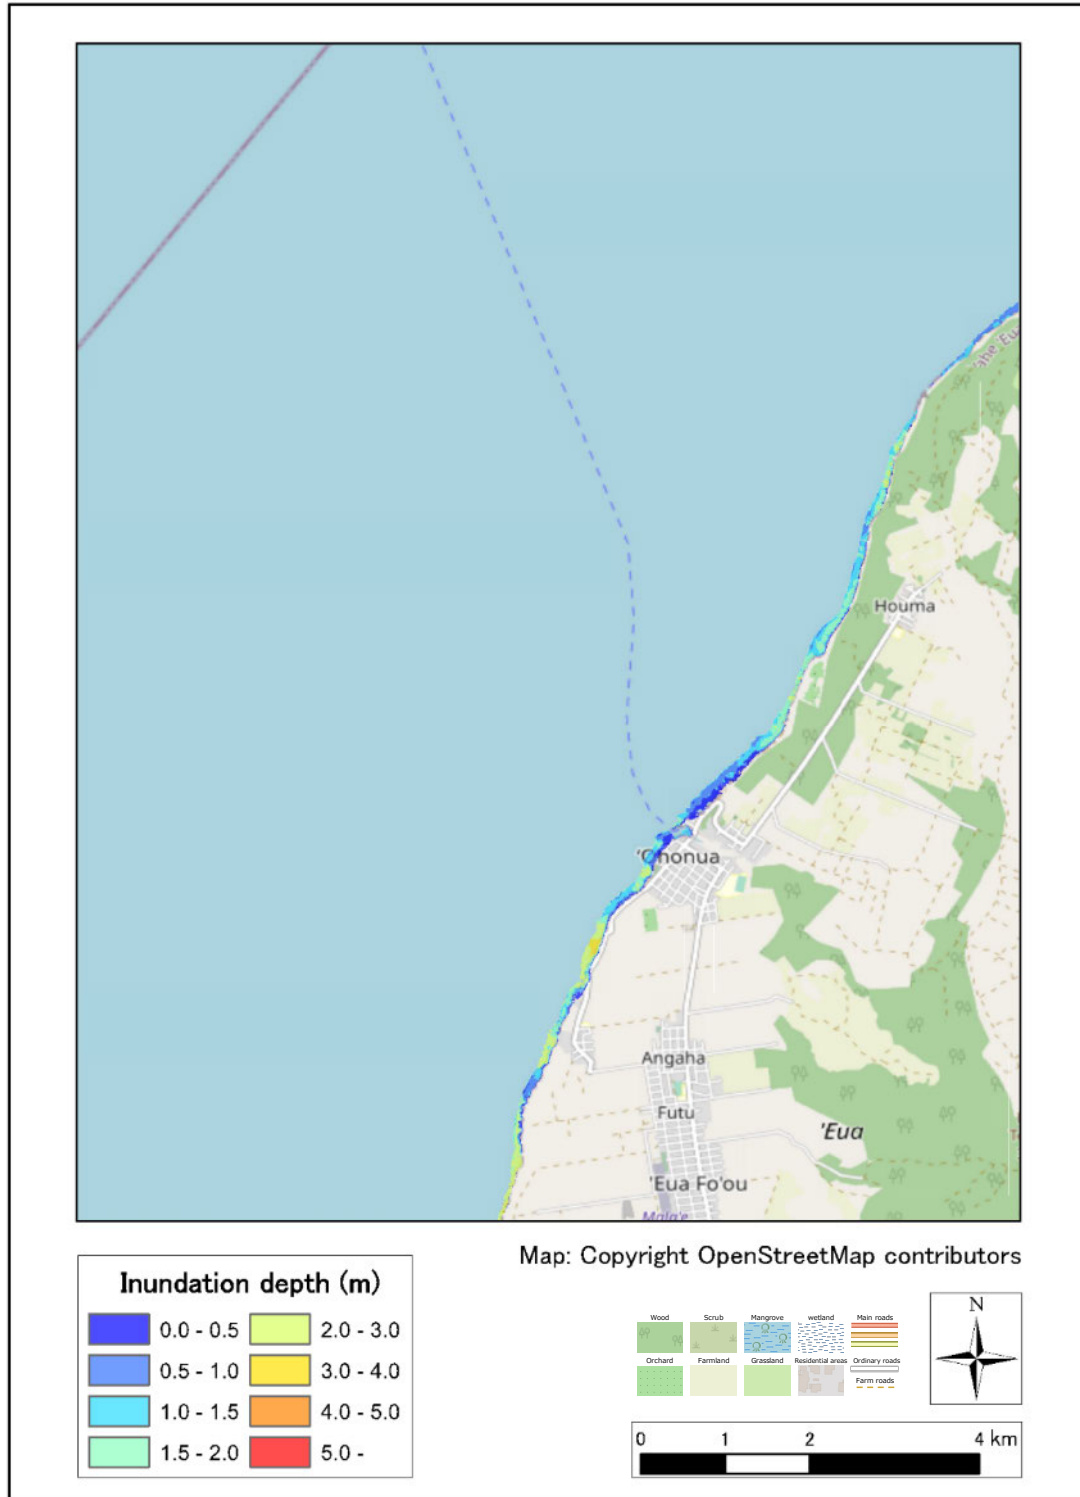 Houma
'Ohonua
Angaha
Futu
'Eua
'Eua Fo'ou
Mala'e
Map: Copyright OpenStreetMap contributors
Inundation depth (m)
0.0 - 0.5
2.0 - 3.0
0.5 - 1.0
3.0 - 4.0
1.0 - 1.5
4.0 - 5.0
1.5 - 2.0
5.0 -
Wood
Scrub
Mangrove
wetland
Main roads
Orchard
Farmland
Grassland
Residential areas
Ordinary roads
Farm roads
N
0 1 2 4 km